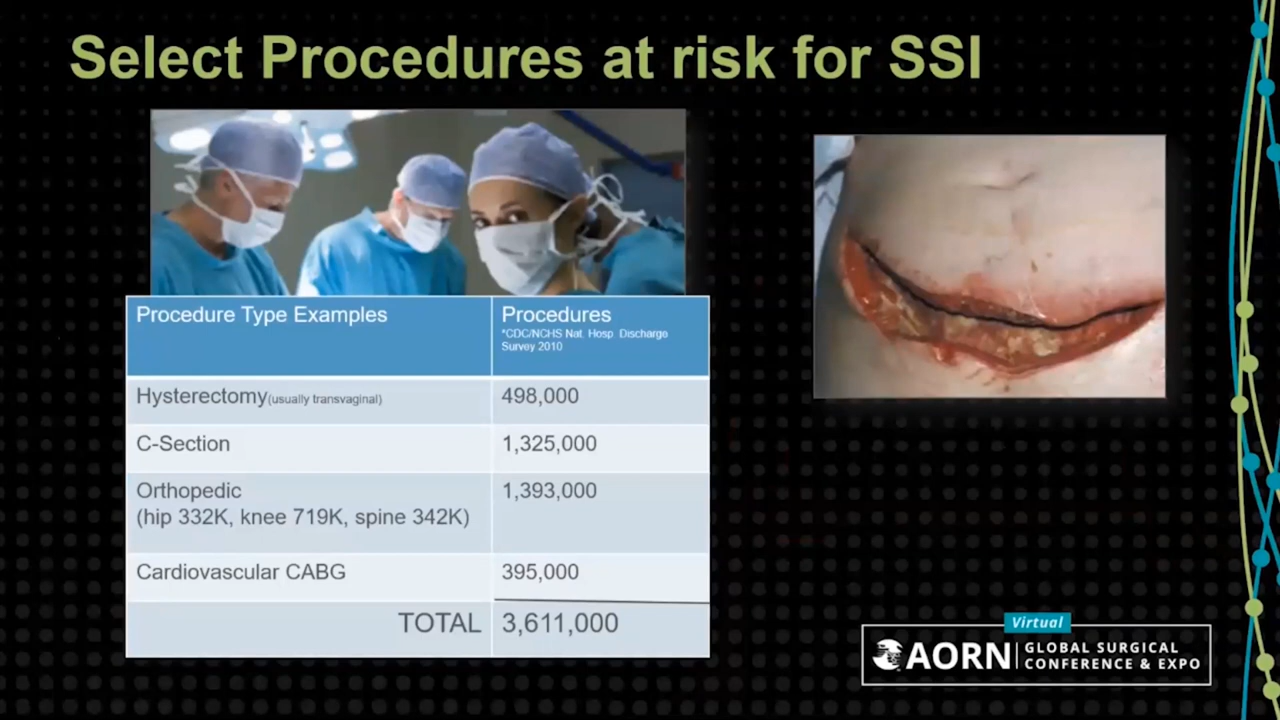 Select Procedures at risk for SSI
Procedure Type Examples
Procedures
*CDC/NCHS Nat. Hosp Discharge
Survey 2010
Hysterectomy(usually transvaginal)
498,000
C-Section
1,325,000
Orthopedic
(hip 332K, knee 719K, spine 342K)
1,393,000
Cardiovascular CABG
395,000
TOTAL
3,611,000
Virtual
AORN
GLOBAL SURGICAL
CONFERENCE & EXPO